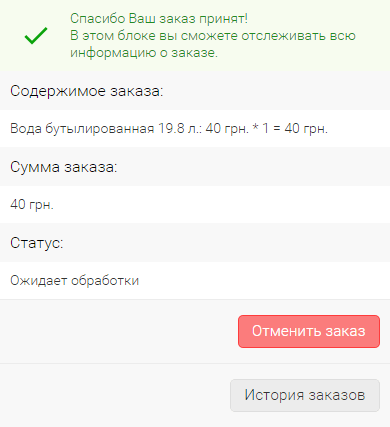 Спасибо Ваш заказ принят!
В этом блоке вы сможете отслеживать всю
информацию о заказе.
Содержимое заказа:
Вода бутылированная 19.8 л.: 40 грн. * 1 = 40 грн.
Сумма заказа:
40 грн.
Статус:
Ожидает обработки
Отменить заказ
История заказов